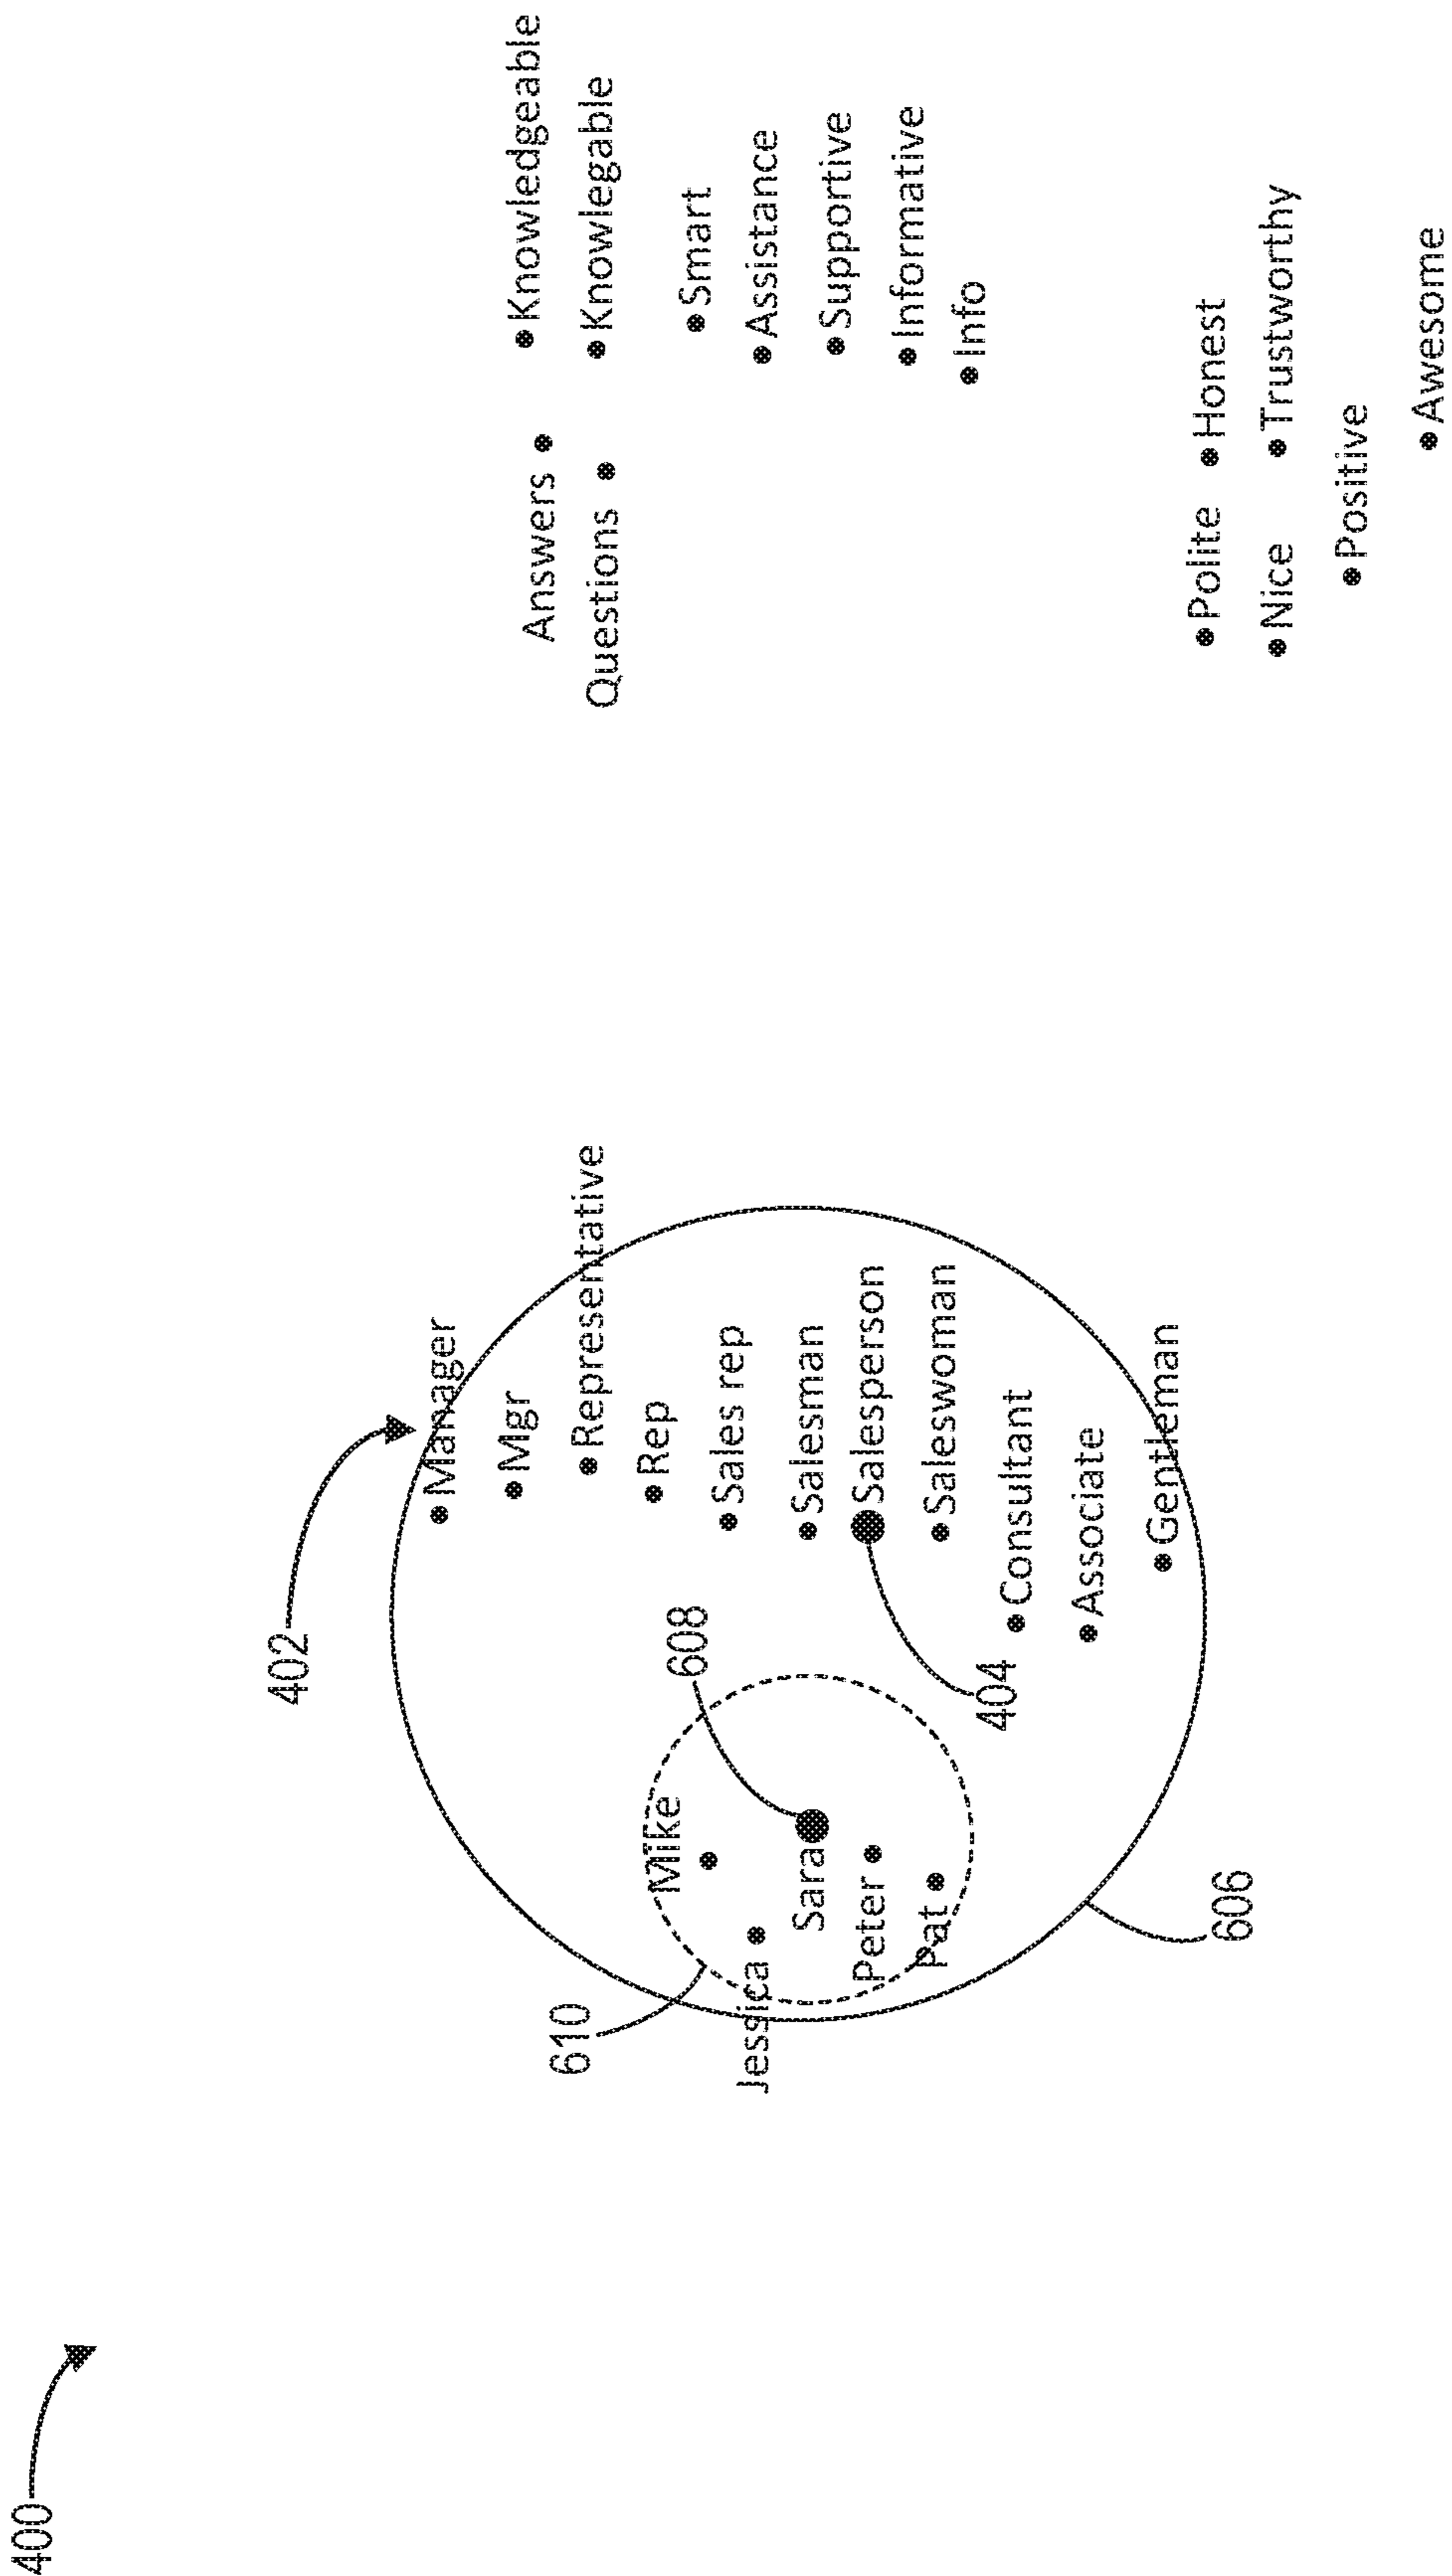 400
402
Manager
Mgr
Representative
Rep
Sales rep
Salesman
Salesperson
Saleswoman
Consultant
Associate
Gentleman
404
608
610
Mike
Jessica
Sara
Peter
Pat
606
Answers
Questions
Knowledgeable
Knowlegable
Smart
Assistance
Supportive
Informative
Info
Polite
Honest
Nice
Trustworthy
Positive
Awesome